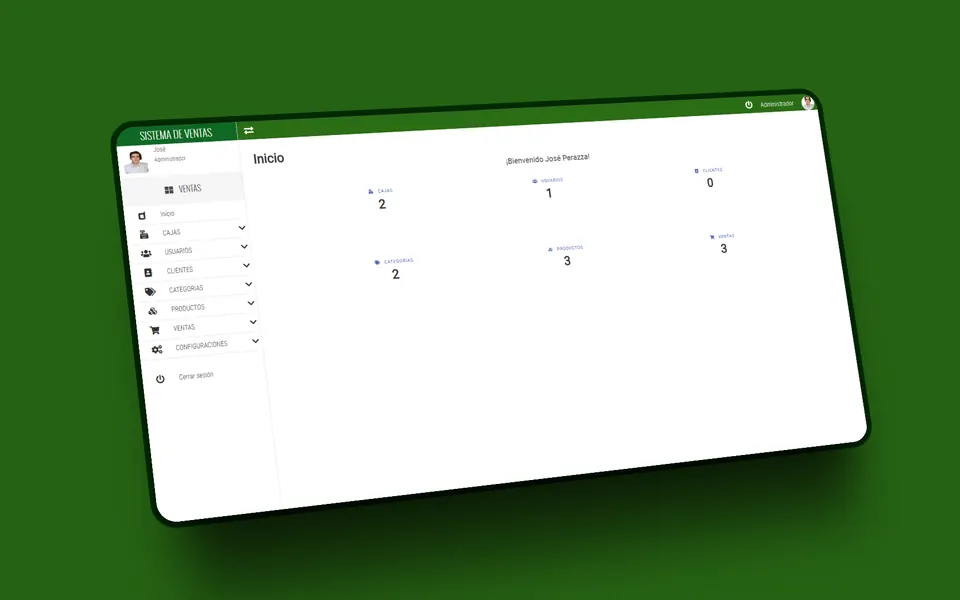 SISTEMA DE VENTAS
Administrador
José
Administrador
VENTAS
Inicio
CAJAS
USUARIOS
CLIENTES
CATEGORIAS
PRODUCTOS
VENTAS
CONFIGURACIONES
Cerrar sesión
Inicio
¡Bienvenido José Perazza!
CAJAS
2
USUARIOS
1
CLIENTES
0
CATEGORÍAS
2
PRODUCTOS
3
VENTAS
3